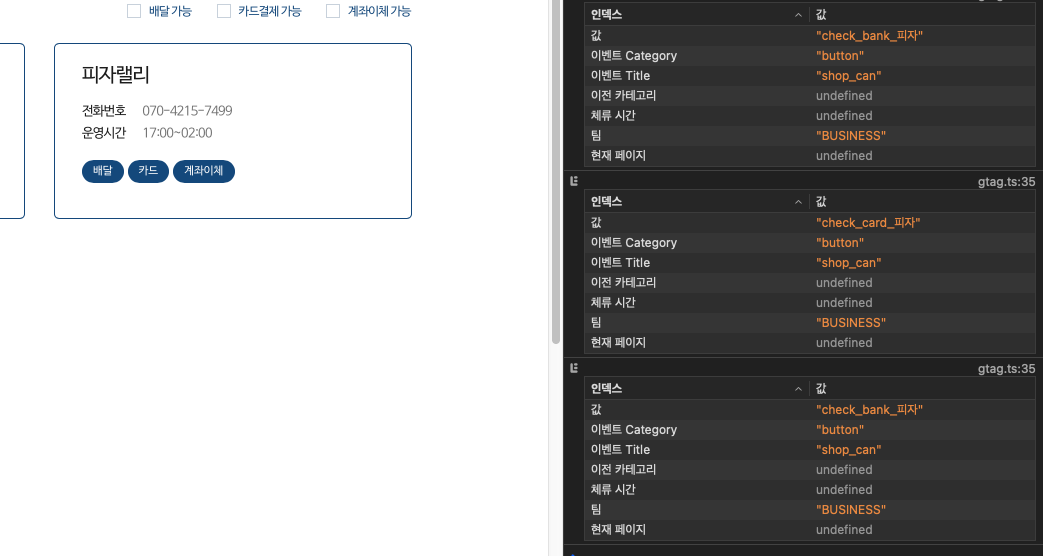 배달 가능 카드결제 가능 계좌이체 가능
피자랠리
전화번호 070-4215-7499
운영시간 17:00~02:00
배달 카드 계좌이체
인덱스 값
값 "check_bank_피자"
이벤트 Category "button"
이벤트 Title "shop_can"
이전 카테고리 undefined
체류 시간 undefined
팀 "BUSINESS"
현재 페이지 undefined
gtag.ts:35
인덱스 값
값 "check_card_피자"
이벤트 Category "button"
이벤트 Title "shop_can"
이전 카테고리 undefined
체류 시간 undefined
팀 "BUSINESS"
현재 페이지 undefined
gtag.ts:35
인덱스 값
값 "check_bank_피자"
이벤트 Category "button"
이벤트 Title "shop_can"
이전 카테고리 undefined
체류 시간 undefined
팀 "BUSINESS"
현재 페이지 undefined